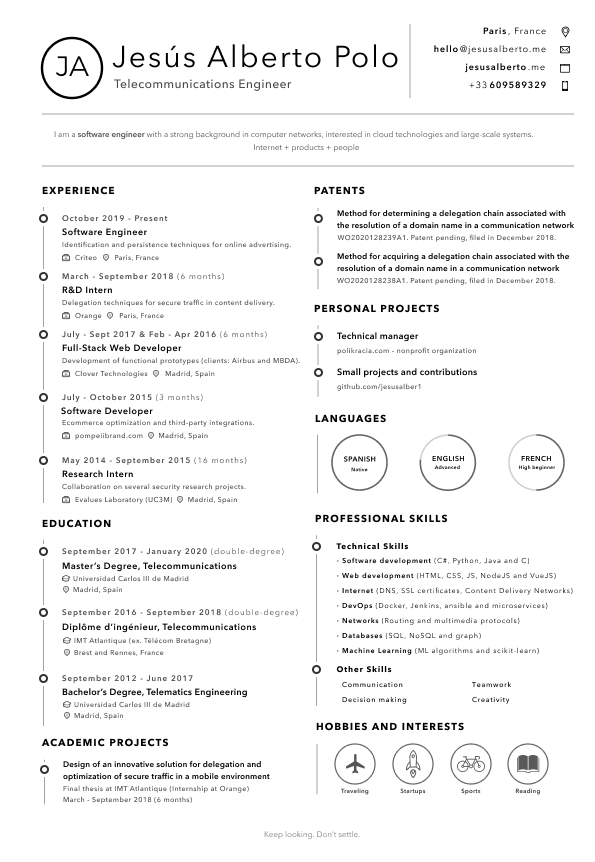 JA
Jesús Alberto Polo
Telecommunications Engineer
Paris, France
hello@jesusalberto.me
jesusalberto.me
+33 609589329
I am a software engineer with a strong background in computer networks, interested in cloud technologies and large-scale systems.
Internet + products + people
EXPERIENCE
October 2019 - Present
Software Engineer
Identification and persistence techniques for online advertising.
Criteo Paris, France
March - September 2018 (6 months)
R&D Intern
Delegation techniques for secure traffic in content delivery.
Orange Paris, France
July - Sept 2017 & Feb - Apr 2016 (6 months)
Full-Stack Web Developer
Development of functional prototypes (clients: Airbus and MBDA).
Clover Technologies Madrid, Spain
July - October 2015 (3 months)
Software Developer
Ecommerce optimization and third-party integrations.
pompeiibrand.com Madrid, Spain
May 2014 - September 2015 (16 months)
Research Intern
Collaboration on several security research projects.
Evalues Laboratory (UC3M) Madrid, Spain
EDUCATION
September 2017 - January 2020 (double-degree)
Master's Degree, Telecommunications
Universidad Carlos III de Madrid
Madrid, Spain
September 2016 - September 2018 (double-degree)
Diplôme d'ingénieur, Telecommunications
IMT Atlantique (ex. Télécom Bretagne)
Brest and Rennes, France
September 2012 - June 2017
Bachelor's Degree, Telematics Engineering
Universidad Carlos III de Madrid
Madrid, Spain
ACADEMIC PROJECTS
Design of an innovative solution for delegation and
optimization of secure traffic in a mobile environment
Final thesis at IMT Atlantique (Internship at Orange)
March - September 2018 (6 months)
PATENTS
Method for determining a delegation chain associated with
the resolution of a domain name in a communication network
WO2020128239A1. Patent pending, filed in December 2018.
Method for acquiring a delegation chain associated with the
resolution of a domain name in a communication network
WO2020128238A1. Patent pending, filed in December 2018.
PERSONAL PROJECTS
Technical manager
polikracia.com - nonprofit organization
Small projects and contributions
github.com/jesusalber1
LANGUAGES
SPANISH
Native
ENGLISH
Advanced
FRENCH
High beginner
PROFESSIONAL SKILLS
Technical Skills
- Software development (C#, Python, Java and C)
- Web development (HTML, CSS, JS, NodeJS and VueJS)
- Internet (DNS, SSL certificates, Content Delivery Networks)
- DevOps (Docker, Jenkins, ansible and microservices)
- Networks (Routing and multimedia protocols)
- Databases (SQL, NoSQL and graph)
- Machine Learning (ML algorithms and scikit-learn)
Other Skills
Communication Teamwork
Decision making Creativity
HOBBIES AND INTERESTS
Traveling Startups Sports Reading
Keep looking. Don't settle.